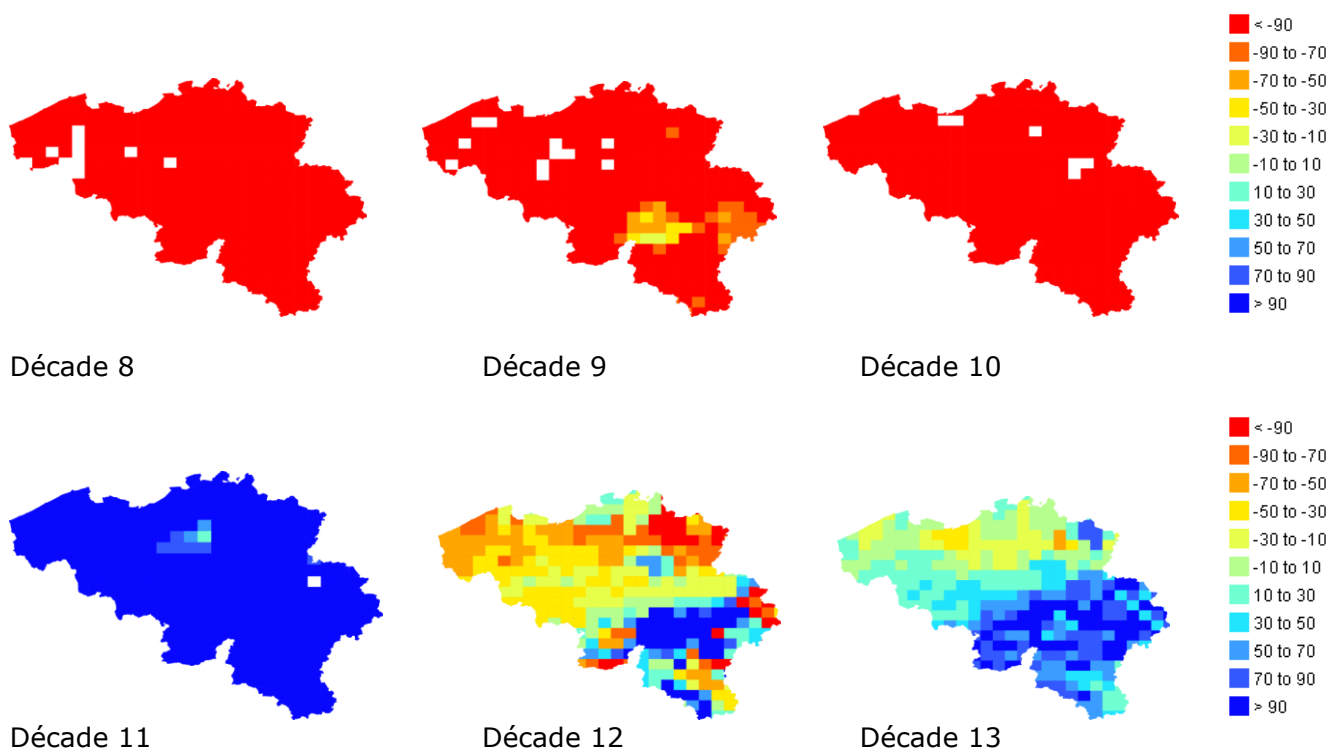 < -90
-90 to -70
-70 to -50
-50 to -30
-30 to -10
-10 to 10
10 to 30
30 to 50
50 to 70
70 to 90
> 90
Décade 8
Décade 9
Décade 10
< -90
-90 to -70
-70 to -50
-50 to -30
-30 to -10
-10 to 10
10 to 30
30 to 50
50 to 70
70 to 90
> 90
Décade 11
Décade 12
Décade 13